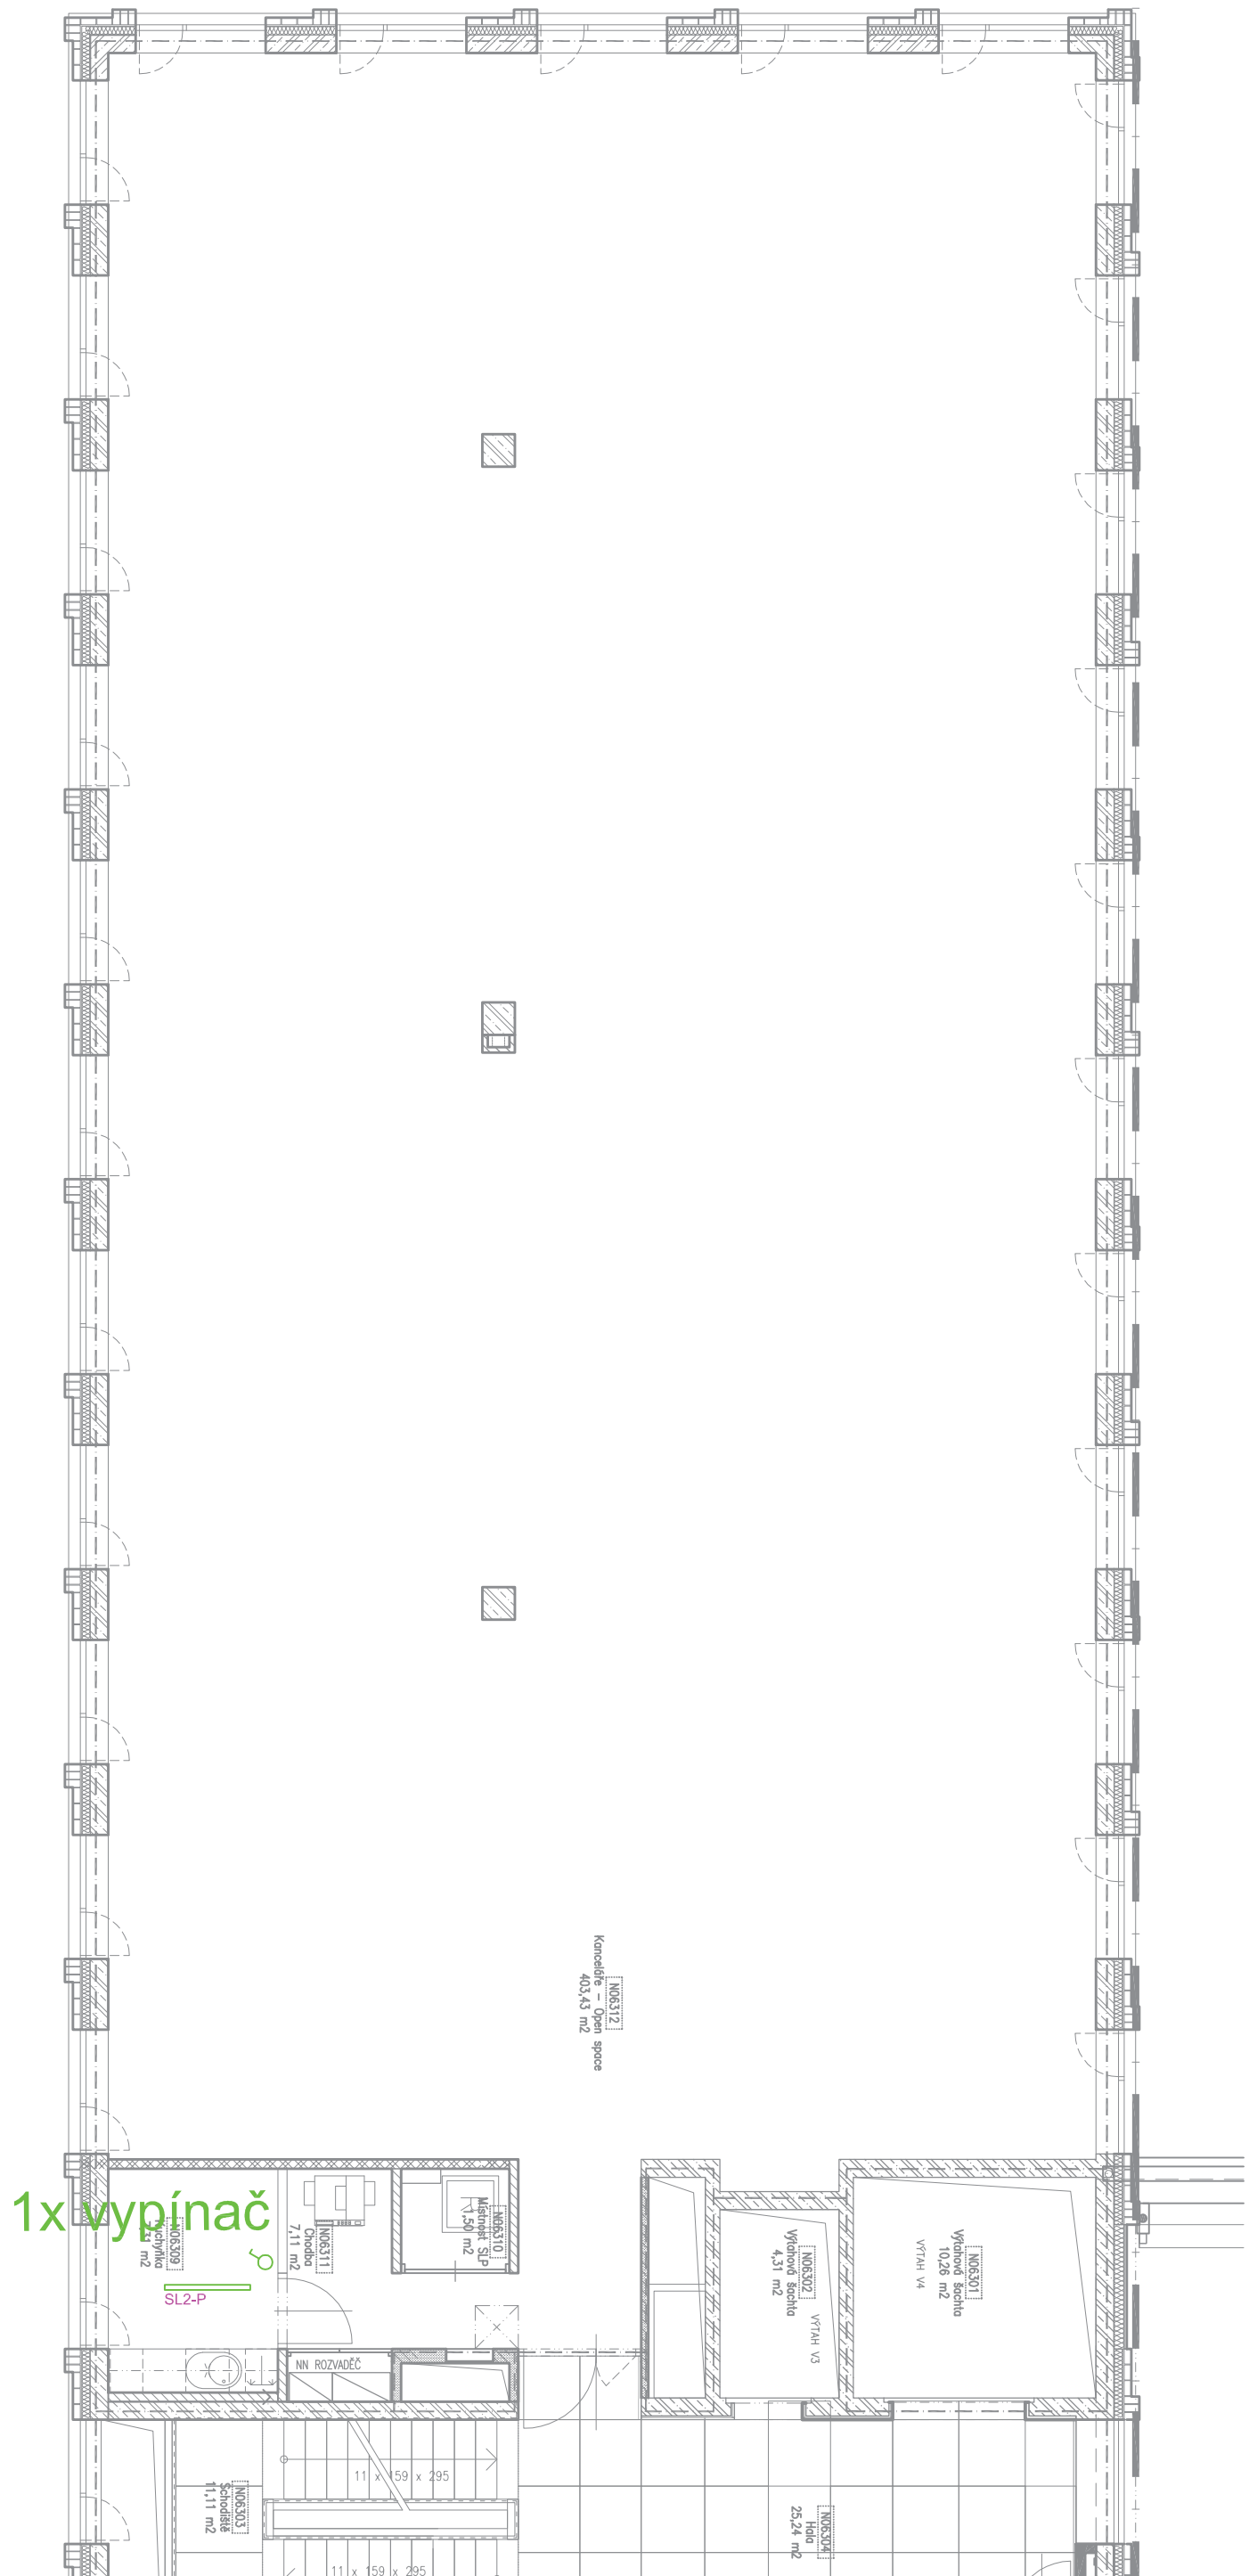 N06312
Kanceláře – Open space
403,43 m2
1x vypínač
N06309
Kuchyňka
7,31 m2
SL2-P
N06311
Chodba
7,11 m2
N06310
Místnost SLP
1,50 m2
N06302
Výtahová šachta
4,31 m2
VÝTAH V3
N06301
Výtahová šachta
10,26 m2
VÝTAH V4
NN ROZVADĚČ
11 x 159 x 295
N06303
Schodiště
11,11 m2
N06304
Hala
25,24 m2
11 x 159 x 295